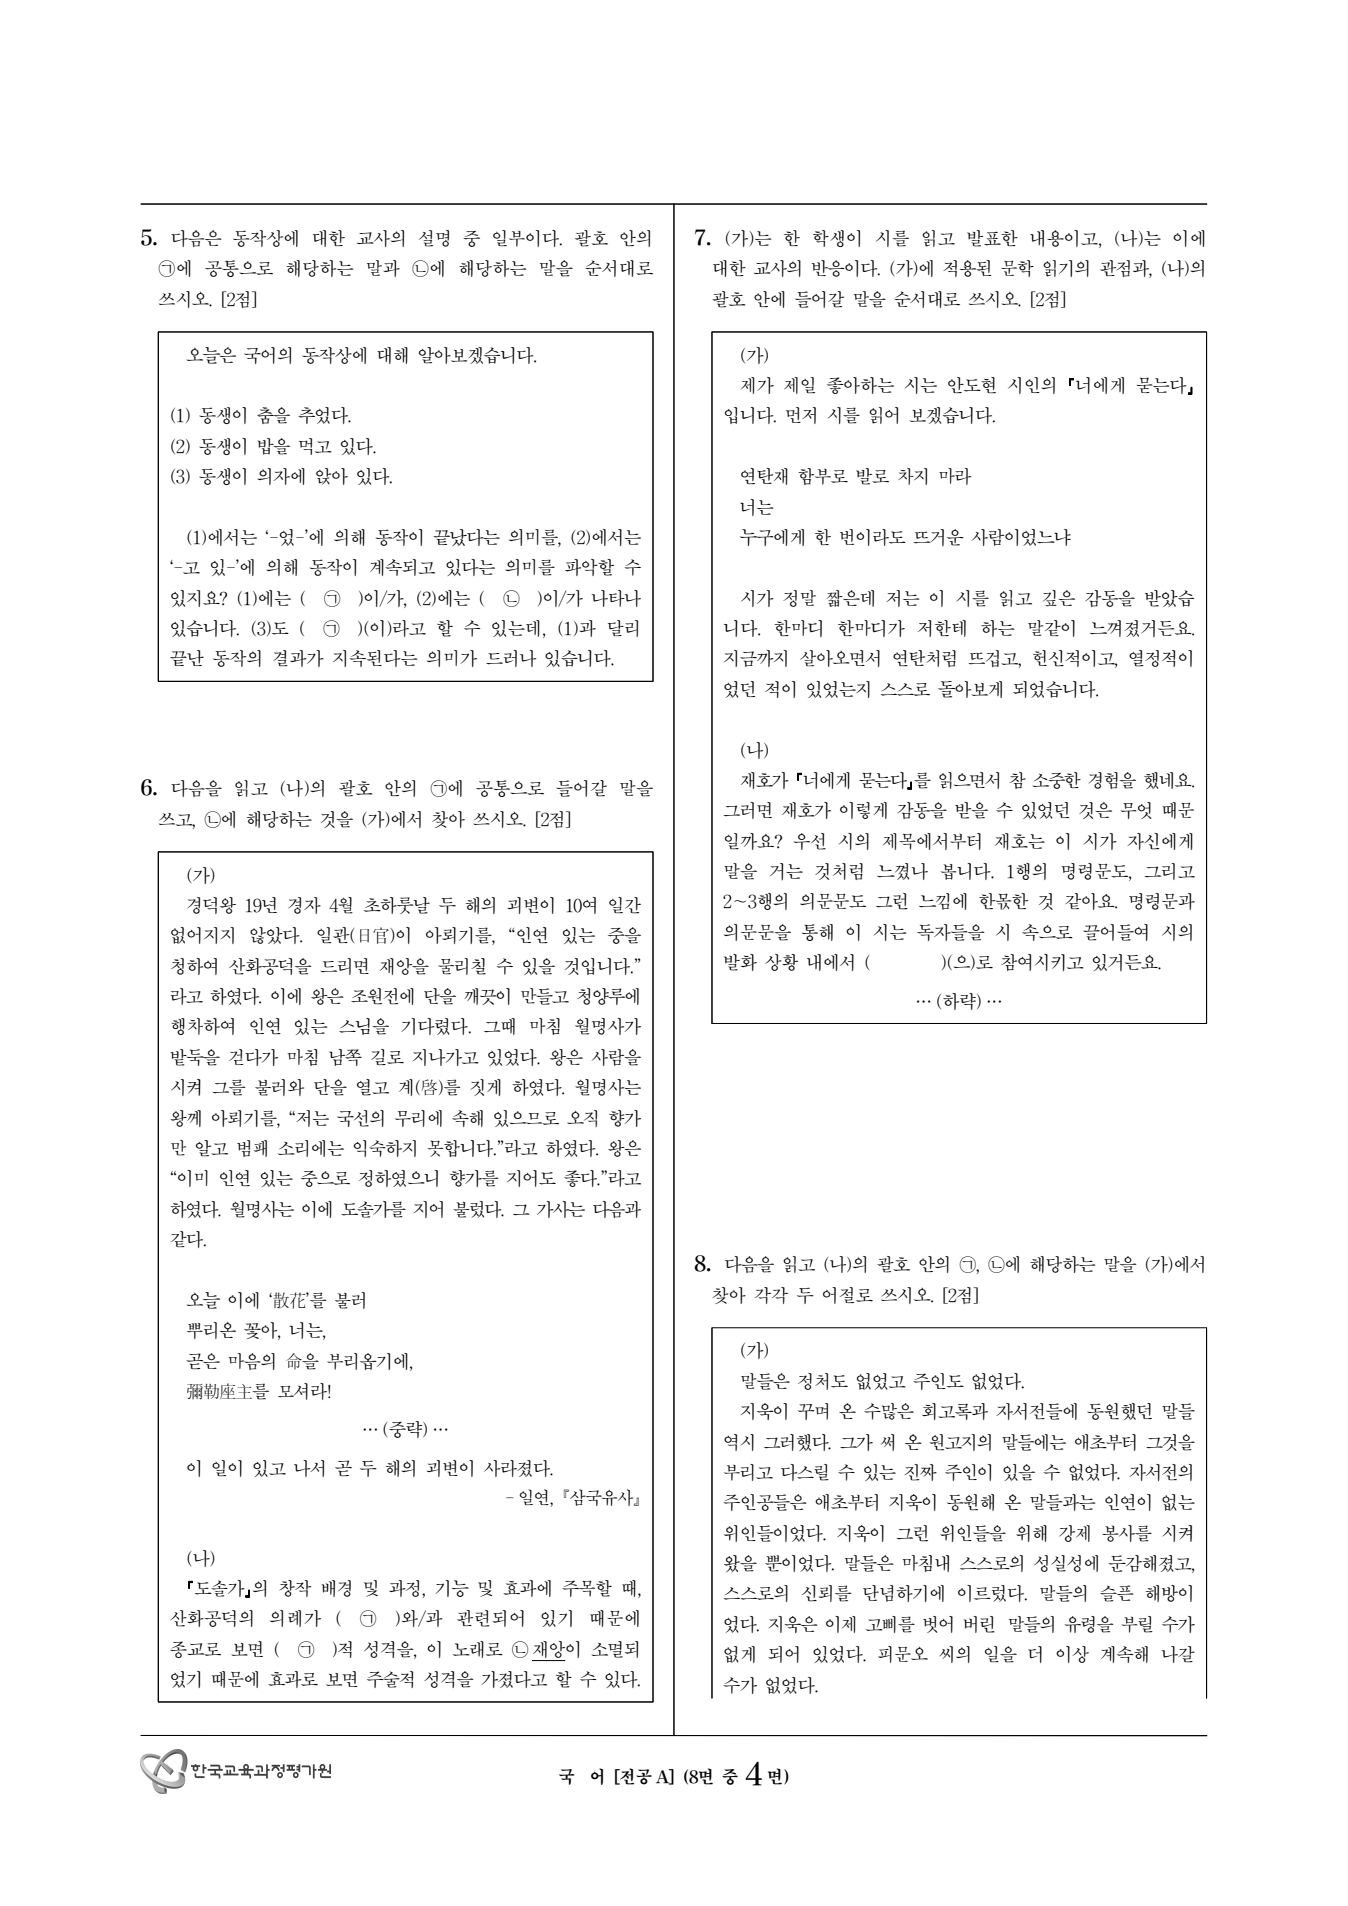 5. 다음은 동작상에 대한 교사의 설명 중 일부이다. 괄호 안의
㉠에 공통으로 해당하는 말과 ㉡에 해당하는 말을 순서대로
쓰시오. [2점]
오늘은 국어의 동작상에 대해 알아보겠습니다.
(1) 동생이 춤을 추었다.
(2) 동생이 밥을 먹고 있다.
(3) 동생이 의자에 앉아 있다.
(1)에서는 ‘-었-’에 의해 동작이 끝났다는 의미를, (2)에서는
‘-고 있-’에 의해 동작이 계속되고 있다는 의미를 파악할 수
있지요? (1)에는 ( ㉠ )이/가, (2)에는 ( ㉡ )이/가 나타나
있습니다. (3)도 ( ㉠ )(이)라고 할 수 있는데, (1)과 달리
끝난 동작의 결과가 지속된다는 의미가 드러나 있습니다.
6. 다음을 읽고 (나)의 괄호 안의 ㉠에 공통으로 들어갈 말을
쓰고, ㉡에 해당하는 것을 (가)에서 찾아 쓰시오. [2점]
(가)
경덕왕 19년 경자 4월 초하룻날 두 해의 괴변이 10여 일간
없어지지 않았다. 일관(日官)이 아뢰기를, “인연 있는 중을
청하여 산화공덕을 드리면 재앙을 물리칠 수 있을 것입니다.”
라고 하였다. 이에 왕은 조원전에 단을 깨끗이 만들고 청양루에
행차하여 인연 있는 스님을 기다렸다. 그때 마침 월명사가
밭둑을 걷다가 마침 남쪽 길로 지나가고 있었다. 왕은 사람을
시켜 그를 불러와 단을 열고 계(啓)를 짓게 하였다. 월명사는
왕께 아뢰기를, “저는 국선의 무리에 속해 있으므로 오직 향가
만 알고 범패 소리에는 익숙하지 못합니다.”라고 하였다. 왕은
“이미 인연 있는 중으로 정하였으니 향가를 지어도 좋다.”라고
하였다. 월명사는 이에 도솔가를 지어 불렀다. 그 가사는 다음과
같다.
오늘 이에 ‘散花’를 불러
뿌리온 꽃아, 너는,
곧은 마음의 命을 부리옵기에,
彌勒座主를 모셔라!
… (중략) …
이 일이 있고 나서 곧 두 해의 괴변이 사라졌다.
- 일연, 『삼국유사』
(나)
『도솔가』의 창작 배경 및 과정, 기능 및 효과에 주목할 때,
산화공덕의 의례가 ( ㉠ )와/과 관련되어 있기 때문에
종교로 보면 ( ㉠ )적 성격을, 이 노래로 ㉡재앙이 소멸되
었기 때문에 효과로 보면 주술적 성격을 가졌다고 할 수 있다.
7. (가)는 한 학생이 시를 읽고 발표한 내용이고, (나)는 이에
대한 교사의 반응이다. (가)에 적용된 문학 읽기의 관점과, (나)의
괄호 안에 들어갈 말을 순서대로 쓰시오. [2점]
(가)
제가 제일 좋아하는 시는 안도현 시인의 『너에게 묻는다』
입니다. 먼저 시를 읽어 보겠습니다.
연탄재 함부로 발로 차지 마라
너는
누구에게 한 번이라도 뜨거운 사람이었느냐
시가 정말 짧은데 저는 이 시를 읽고 깊은 감동을 받았습
니다. 한마디 한마디가 저한테 하는 말같이 느껴졌거든요.
지금까지 살아오면서 연탄처럼 뜨겁고, 헌신적이고, 열정적이
었던 적이 있었는지 스스로 돌아보게 되었습니다.
(나)
재호가 『너에게 묻는다』를 읽으면서 참 소중한 경험을 했네요.
그러면 재호가 이렇게 감동을 받을 수 있었던 것은 무엇 때문
일까요? 우선 시의 제목에서부터 재호는 이 시가 자신에게
말을 거는 것처럼 느꼈나 봅니다. 1행의 명령문도, 그리고
2~3행의 의문문도 그런 느낌에 한몫한 것 같아요. 명령문과
의문문을 통해 이 시는 독자들을 시 속으로 끌어들여 시의
발화 상황 내에서 ( )(으)로 참여시키고 있거든요.
… (하략) …
8. 다음을 읽고 (나)의 괄호 안의 ㉠, ㉡에 해당하는 말을 (가)에서
찾아 각각 두 어절로 쓰시오. [2점]
(가)
말들은 정처도 없었고 주인도 없었다.
지욱이 꾸며 온 수많은 회고록과 자서전들에 동원했던 말들
역시 그러했다. 그가 써 온 원고지의 말들에는 애초부터 그것을
부리고 다스릴 수 있는 진짜 주인이 있을 수 없었다. 자서전의
주인공들은 애초부터 지욱이 동원해 온 말들과는 인연이 없는
위인들이었다. 지욱이 그런 위인들을 위해 강제 봉사를 시켜
왔을 뿐이었다. 말들은 마침내 스스로의 성실성에 둔감해졌고,
스스로의 신뢰를 단념하기에 이르렀다. 말들의 슬픈 해방이
었다. 지욱은 이제 고삐를 벗어 버린 말들의 유령을 부릴 수가
없게 되어 있었다. 피문오 씨의 일을 더 이상 계속해 나갈
수가 없었다.
한국교육과정평가원
국 어 [전공 A] (8면 중 4 면)